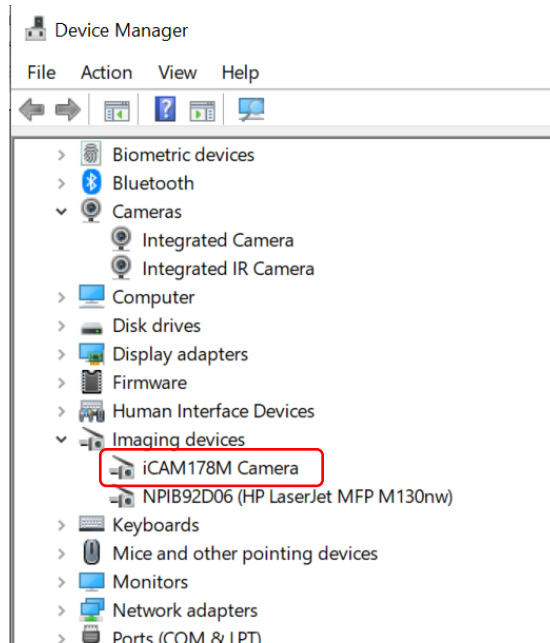 Device Manager
File Action View Help
Biometric devices
Bluetooth
Cameras
Integrated Camera
Integrated IR Camera
Computer
Disk drives
Display adapters
Firmware
Human Interface Devices
Imaging devices
iCAM178M Camera
NPIB92D06 (HP LaserJet MFP M130nw)
Keyboards
Mice and other pointing devices
Monitors
Network adapters
Ports (COM & LPT)